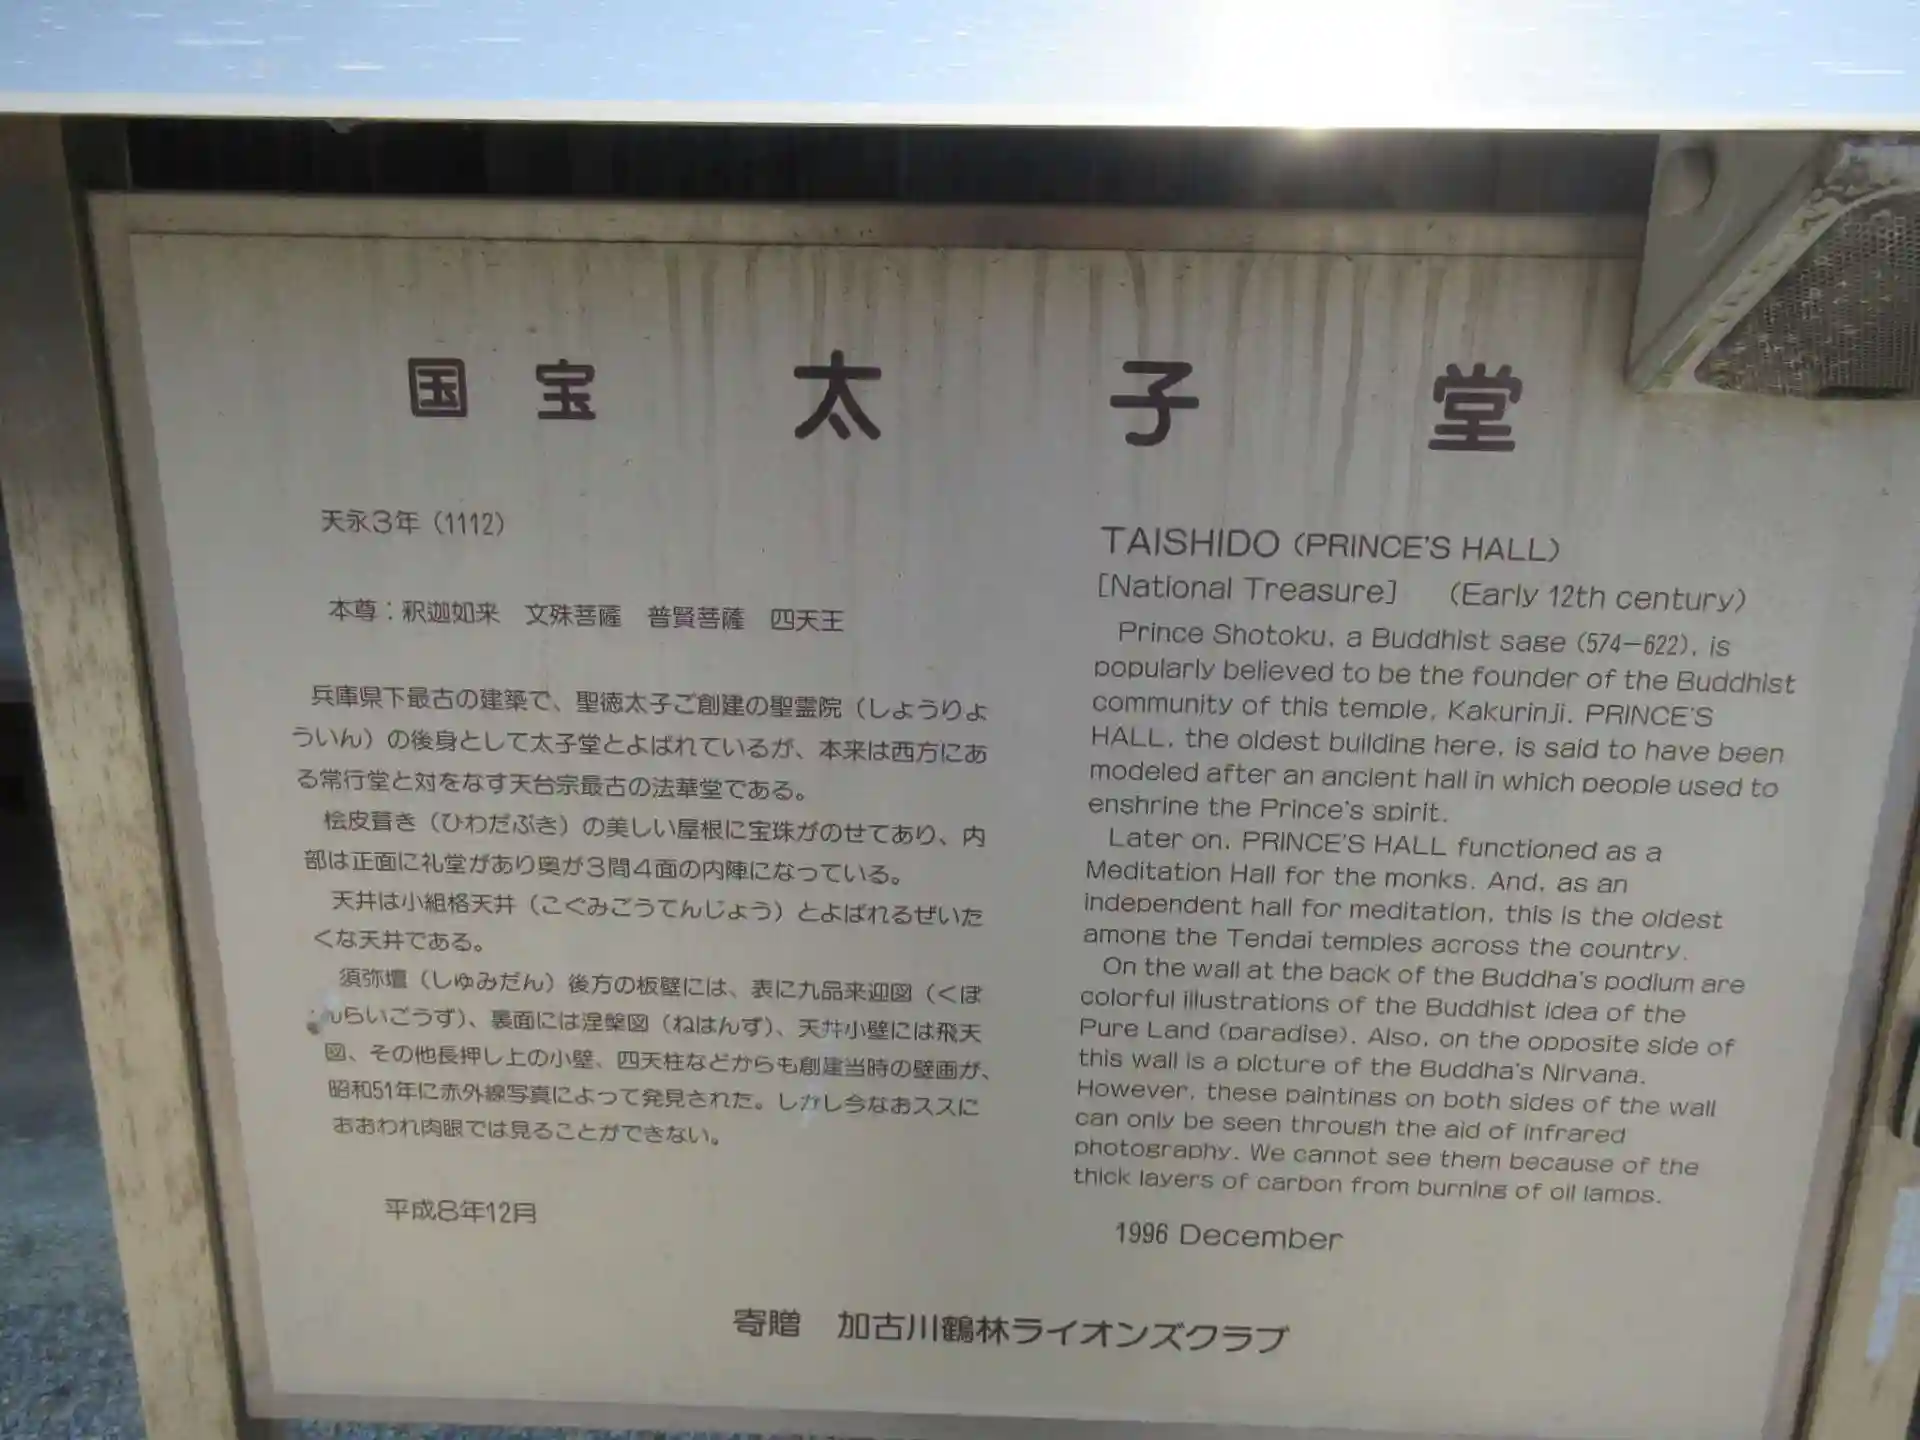 国宝 太子堂
天永3年（1112）
本尊：釈迦如来　文殊菩薩　普賢菩薩　四天王
兵庫県下最古の建築で、聖徳太子ご創建の聖霊院（しようりよ
ういん）の後身として太子堂とよばれているが、本来は西方にあ
る常行堂と対をなす天台宗最古の法華堂である。
桧皮葺き（ひわだぶき）の美しい屋根に宝珠がのせてあり、内
部は正面に礼堂があり奥が3間4面の内陣になっている。
天井は小組格天井（こぐみごうてんじょう）とよばれるぜいた
くな天井である。
須弥壇（しゅみだん）後方の板壁には、表に九品来迎図（くぼ
んらいごうず）、裏面には涅槃図（ねはんず）、天井小壁には飛天
図、その他長押し上の小壁、四天柱などからも創建当時の壁画が、
昭和51年に赤外線写真によって発見された。しかし今なおススに
おおわれ肉眼では見ることができない。
平成8年12月
TAISHIDO (PRINCE'S HALL)
[National Treasure] (Early 12th century)
Prince Shotoku, a Buddhist sage (574-622), is
popularly believed to be the founder of the Buddhist
community of this temple, Kakurinji. PRINCE'S
HALL, the oldest building here, is said to have been
modeled after an ancient hall in which people used to
enshrine the Prince's spirit.
Later on, PRINCE'S HALL functioned as a
Meditation Hall for the monks. And, as an
independent hall for meditation, this is the oldest
among the Tendai temples across the country.
On the wall at the back of the Buddha's podium are
colorful illustrations of the Buddhist idea of the
Pure Land (paradise). Also, on the opposite side of
this wall is a picture of the Buddha's Nirvana.
However, these paintings on both sides of the wall
can only be seen through the aid of infrared
photography. We cannot see them because of the
thick layers of carbon from burning of oil lamps.
1996 December
寄贈　加古川鶴林ライオンズクラブ